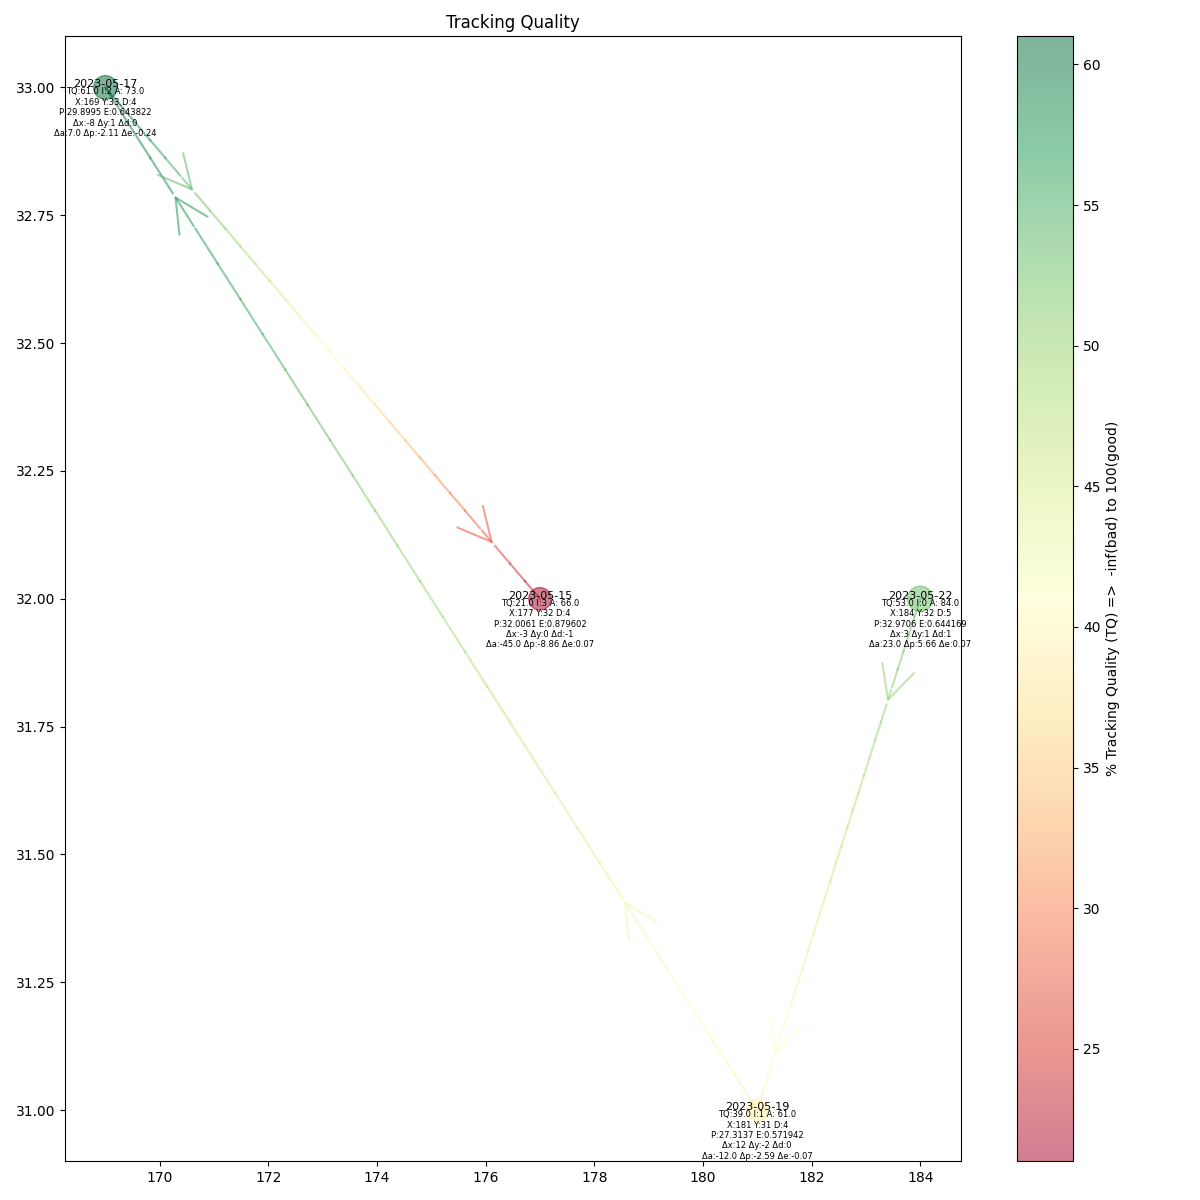 Tracking Quality
33.00
32.75
32.50
32.25
32.00
31.75
31.50
31.25
31.00
2023-05-17
TQ:61.0 I:2 A: 73.0
X:169 Y:33 D:4
P:29.8995 E:0.643822
Δx:-8 Δy:1 Δd:0
Δa:7.0 Δp:-2.11 Δe:-0.24
2023-05-15
TQ:21.0 I:3 A: 66.0
X:177 Y:32 D:4
P:32.0061 E:0.879602
Δx:-3 Δy:0 Δd:-1
Δa:-45.0 Δp:-8.86 Δe:0.07
2023-05-22
TQ:53.0 I:0 A: 84.0
X:184 Y:32 D:5
P:32.9706 E:0.644169
Δx:3 Δy:1 Δd:1
Δa:23.0 Δp:5.66 Δe:0.07
2023-05-19
TQ:39.0 I:1 A: 61.0
X:181 Y:31 D:4
P:27.3137 E:0.571942
Δx:12 Δy:-2 Δd:0
Δa:-12.0 Δp:-2.59 Δe:-0.07
170
172
174
176
178
180
182
184
60
55
50
45
40
35
30
25
% Tracking Quality (TQ) => -inf(bad) to 100(good)